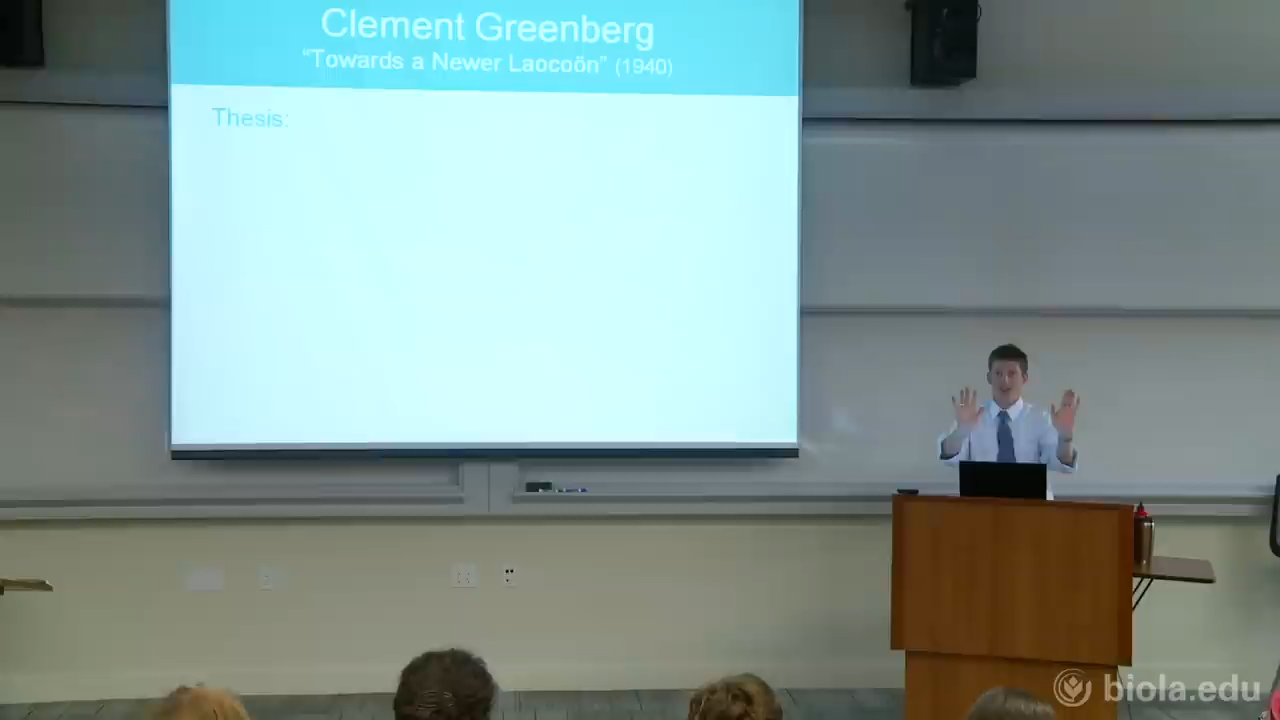 Clement Greenberg
“Towards a Newer Laocoön” (1940)
Thesis:
biola.edu